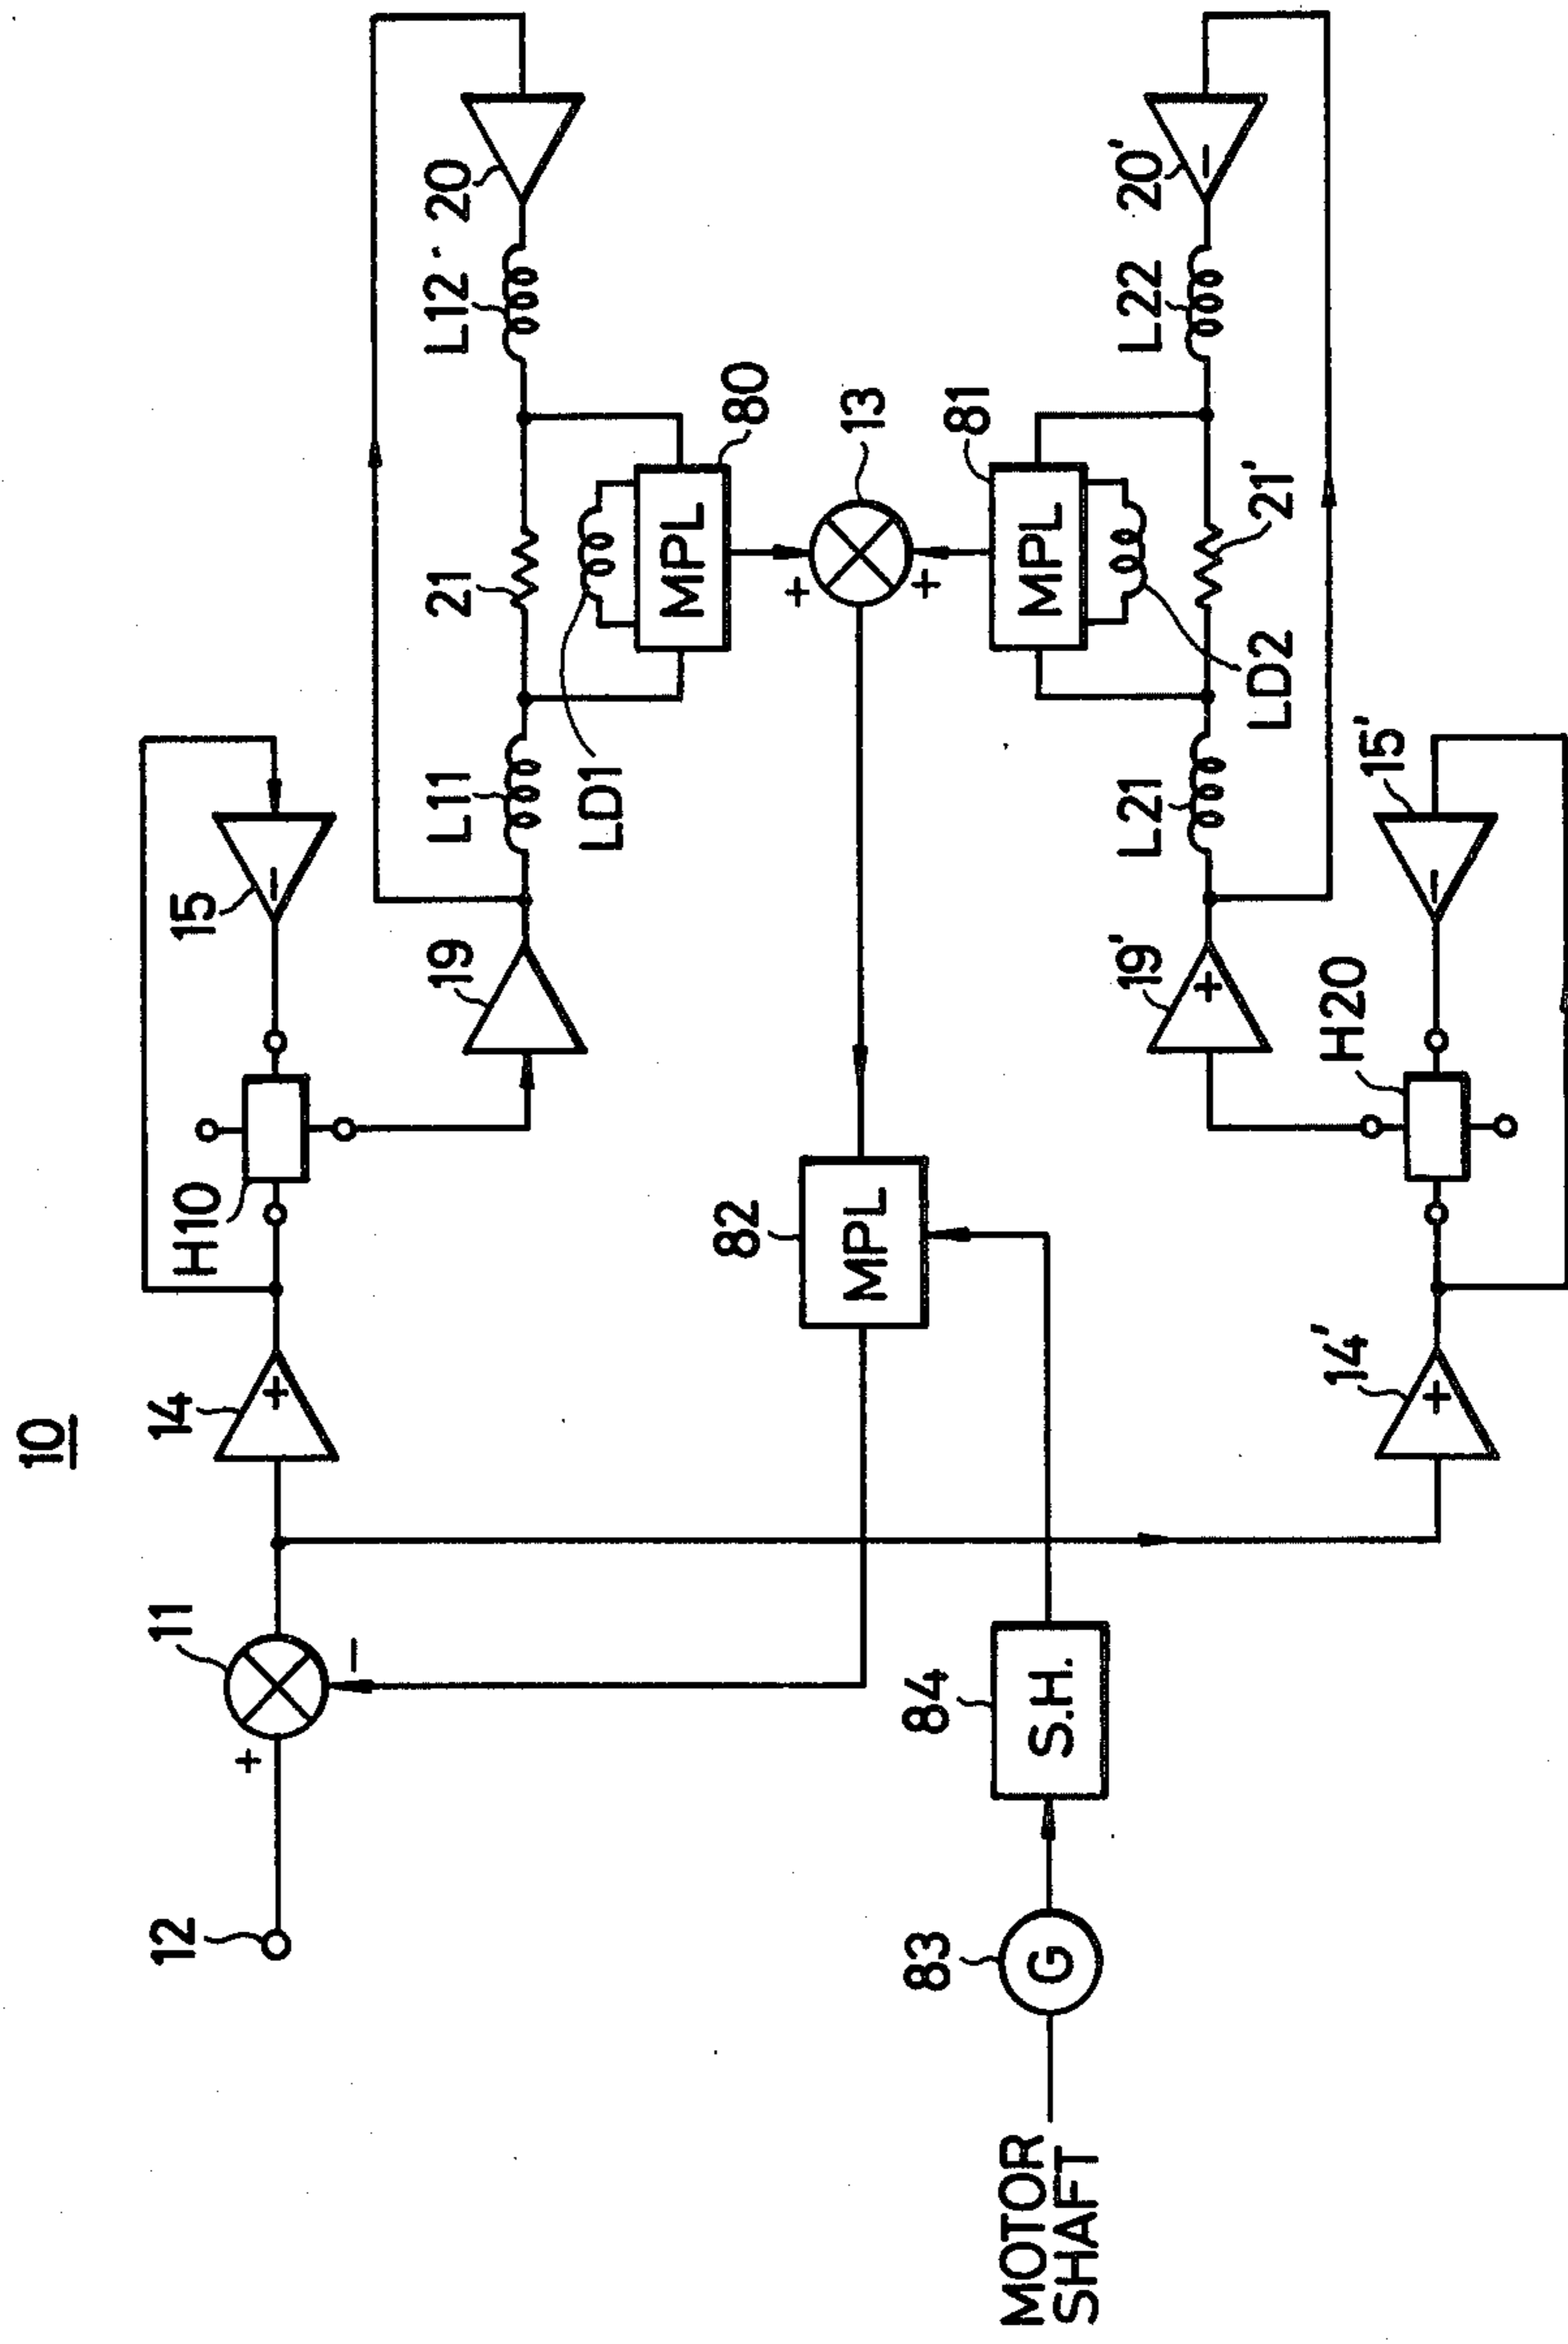 10
12
11
14
H10
15
19
L11
21
L12
20
LD1
MPL
80
13
82
MPL
MOTOR
SHAFT
83
G
84
S.H.
81
MPL
19'
L21
LD2
21'
L22
20'
14'
H20
15'
+
-
+
-
+
+
+
-
+
-
+
-